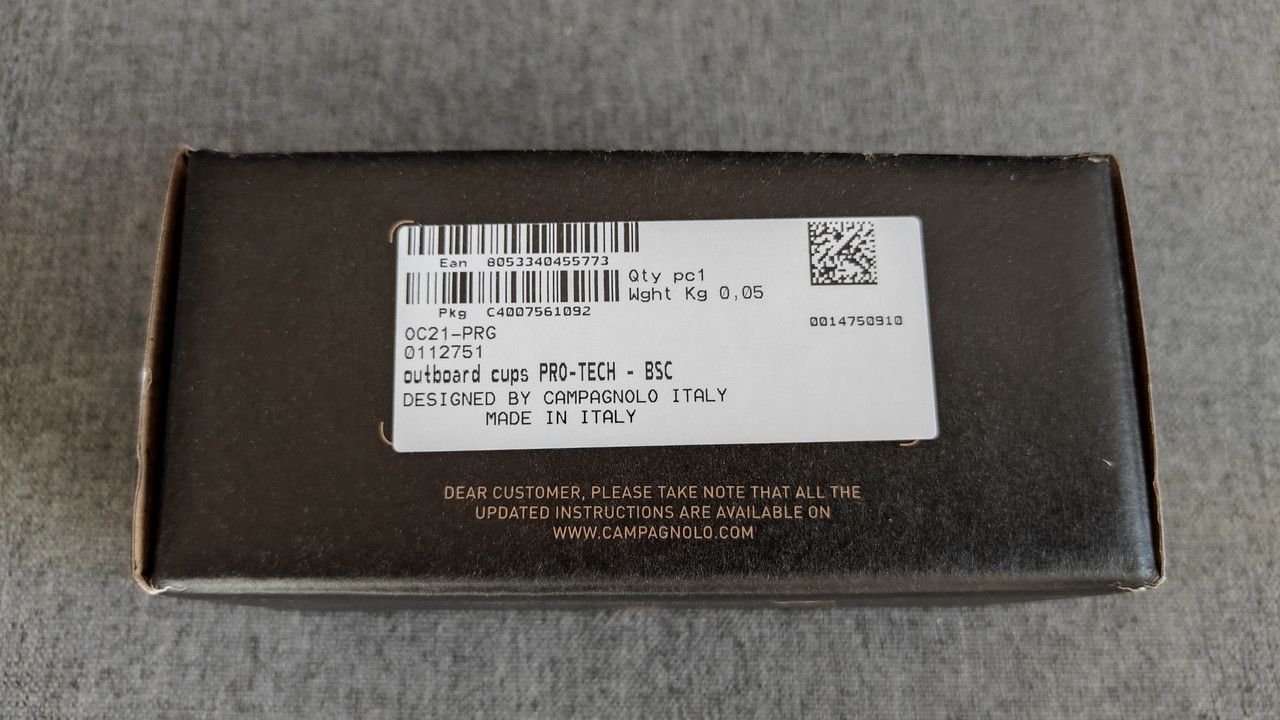 Ean 8053340455773
Pkg C4007561092
Qty pc1
Wght Kg 0,05
0014750910
OC21-PRG
0112751
outboard cups PRO-TECH - BSC
DESIGNED BY CAMPAGNOLO ITALY
MADE IN ITALY
DEAR CUSTOMER, PLEASE TAKE NOTE THAT ALL THE
UPDATED INSTRUCTIONS ARE AVAILABLE ON
WWW.CAMPAGNOLO.COM